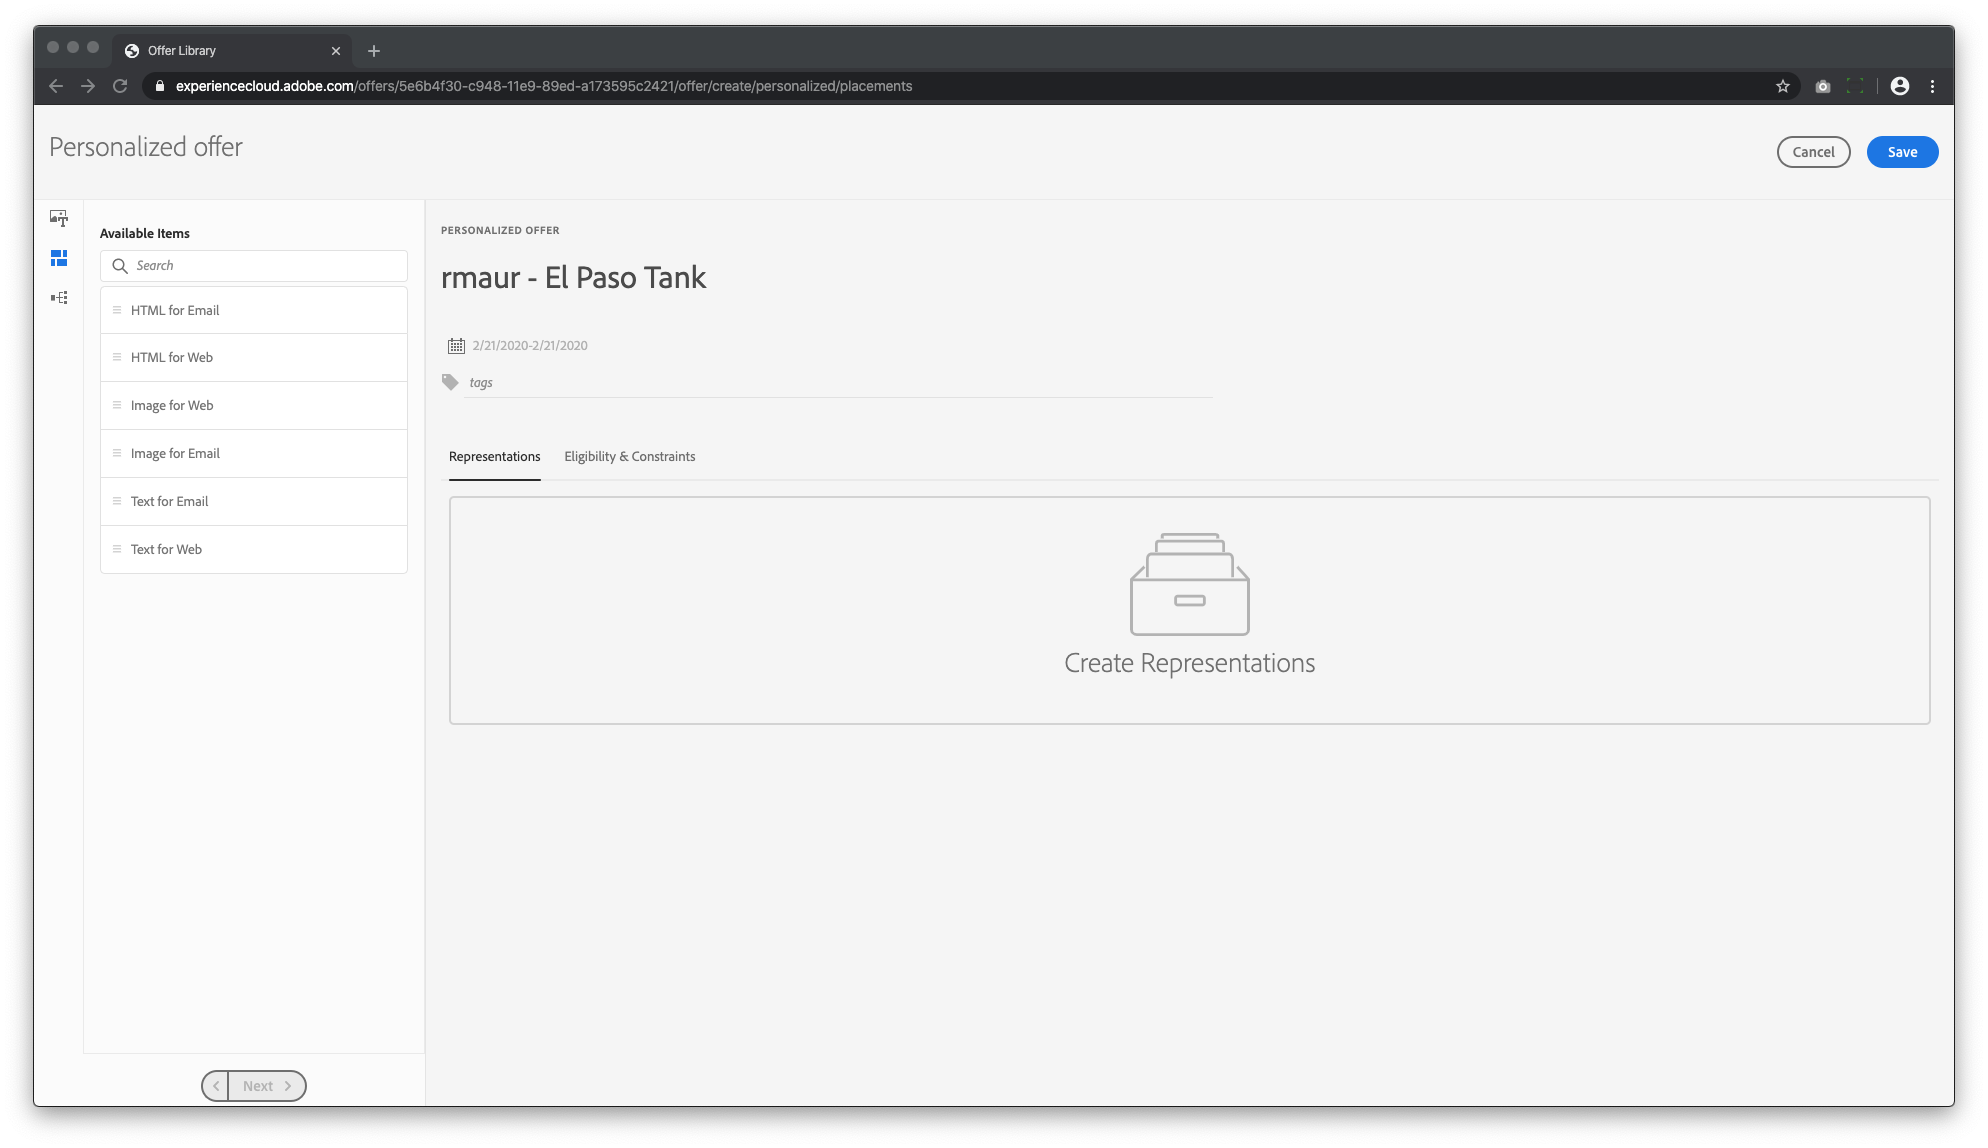 Offer Library
experiencecloud.adobe.com/offers/5e6b4f30-c948-11e9-89ed-a173595c2421/offer/create/personalized/placements
Personalized offer
Cancel
Save
Available Items
Search
HTML for Email
HTML for Web
Image for Web
Image for Email
Text for Email
Text for Web
Next
PERSONALIZED OFFER
rmaur - El Paso Tank
2/21/2020-2/21/2020
tags
Representations
Eligibility & Constraints
Create Representations